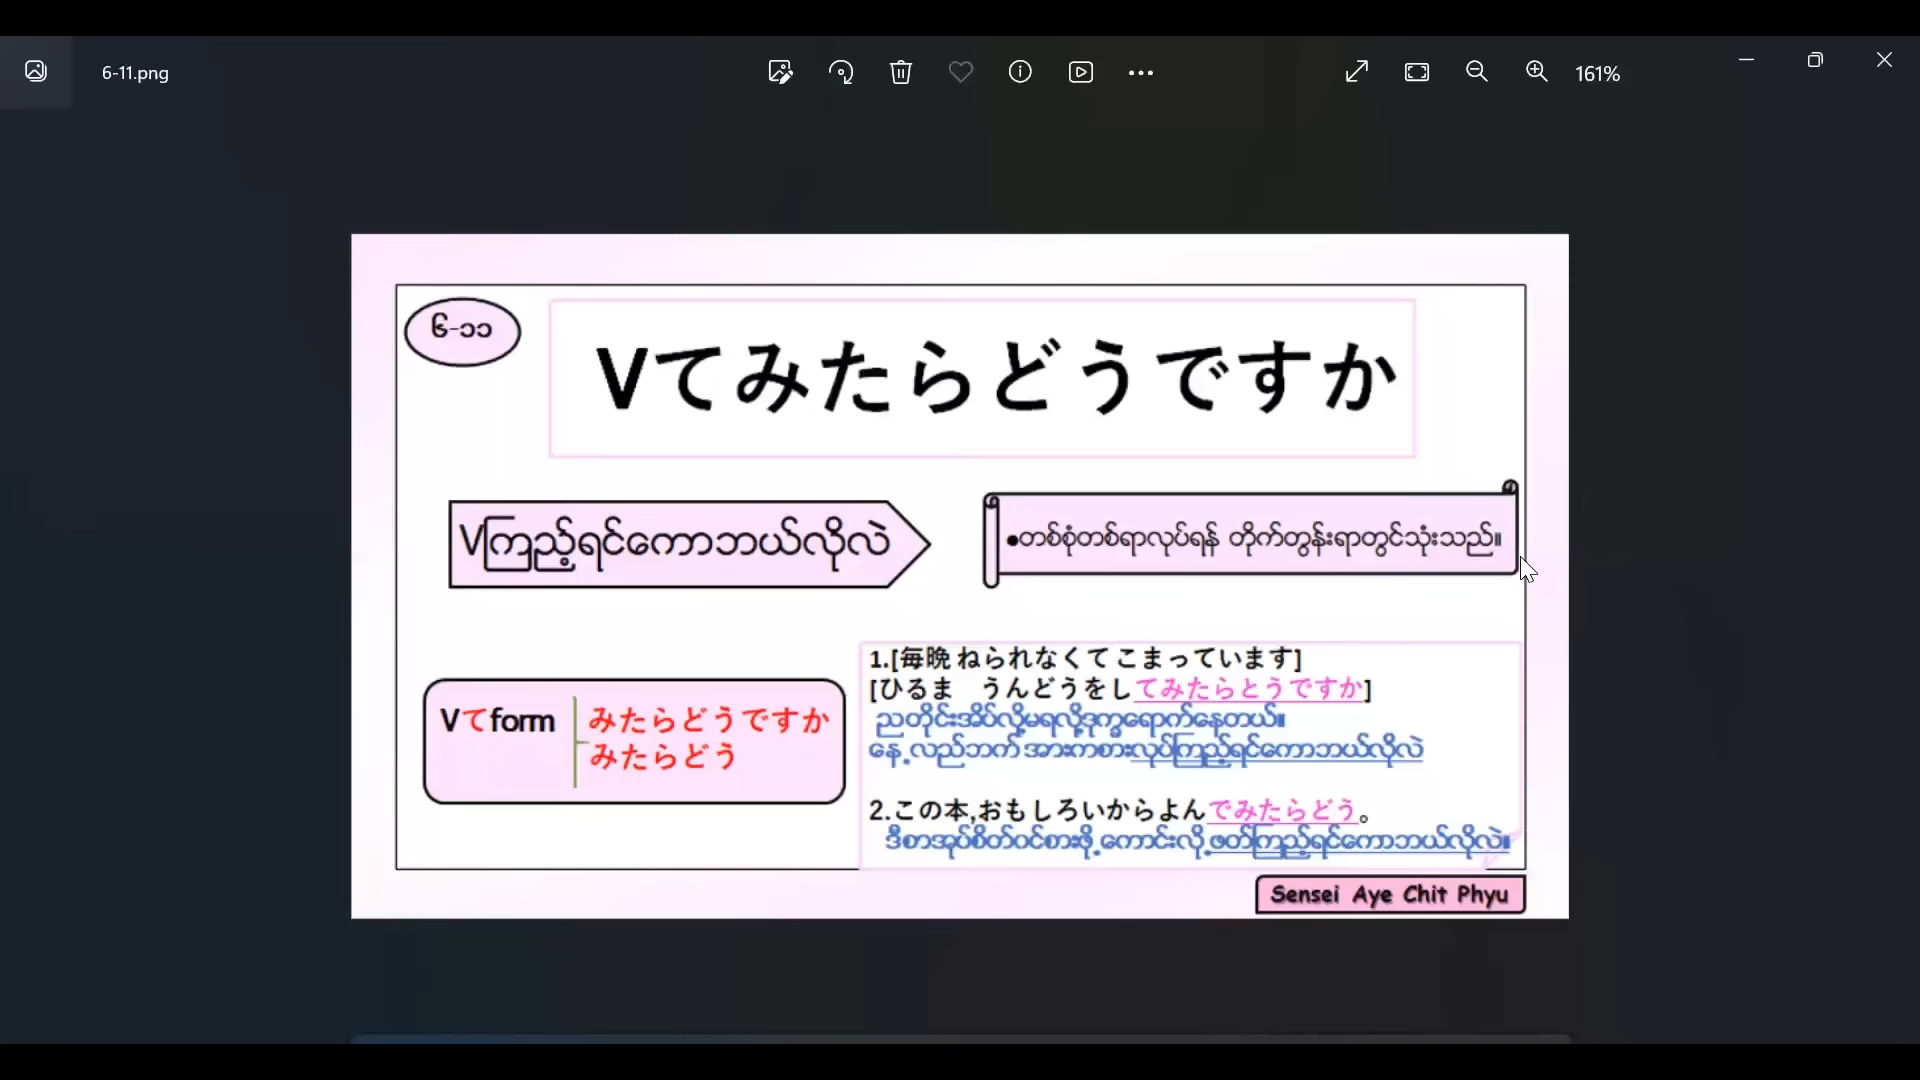 6-11.png
161%
၆-၁၁
Vてみたらどうですか
Vကြည့်ရင်ကောဘယ်လိုလဲ
●တစ်စုံတစ်ရာလုပ်ရန် တိုက်တွန်းရာတွင်သုံးသည်။
Vてform
みたらどうですか
みたらどう
1.[毎晩 ねられなくてこまっています]
[ひるま　うんどうをしてみたらとうですか]
ညတိုင်းအိပ်လို့မရလို့ဒုက္ခရောက်နေတယ်။
နေ့လည်ဘက် အားကစားလုပ်ကြည့်ရင်ကောဘယ်လိုလဲ
2.この本,おもしろいからよんでみたらどう。
ဒီစာအုပ်စိတ်ဝင်စားဖို့ကောင်းလို့ဖတ်ကြည့်ရင်ကောဘယ်လိုလဲ။
Sensei Aye Chit Phyu